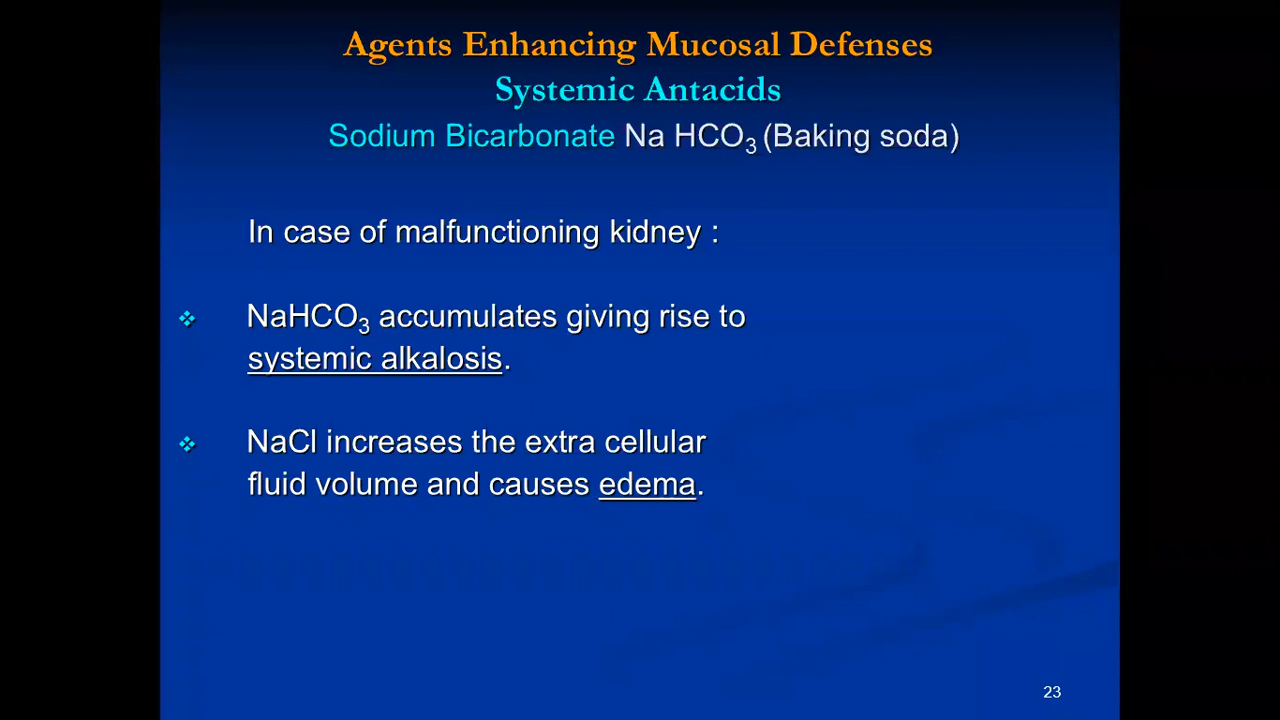 Agents Enhancing Mucosal Defenses
Systemic Antacids
Sodium Bicarbonate Na HCO₃ (Baking soda)
In case of malfunctioning kidney :
NaHCO₃ accumulates giving rise to
systemic alkalosis.
NaCl increases the extra cellular
fluid volume and causes edema.
23